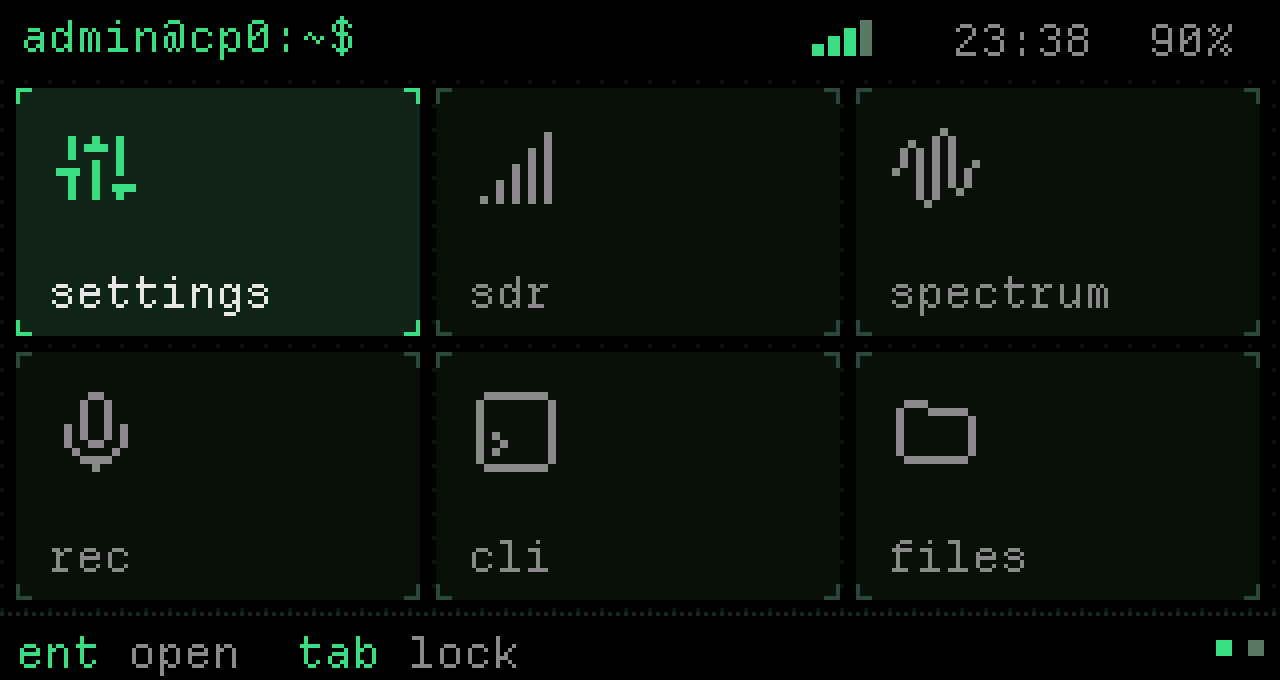 admin@cp0:~$ 23:38 90%
settings sdr spectrum
rec cli files
ent open tab lock